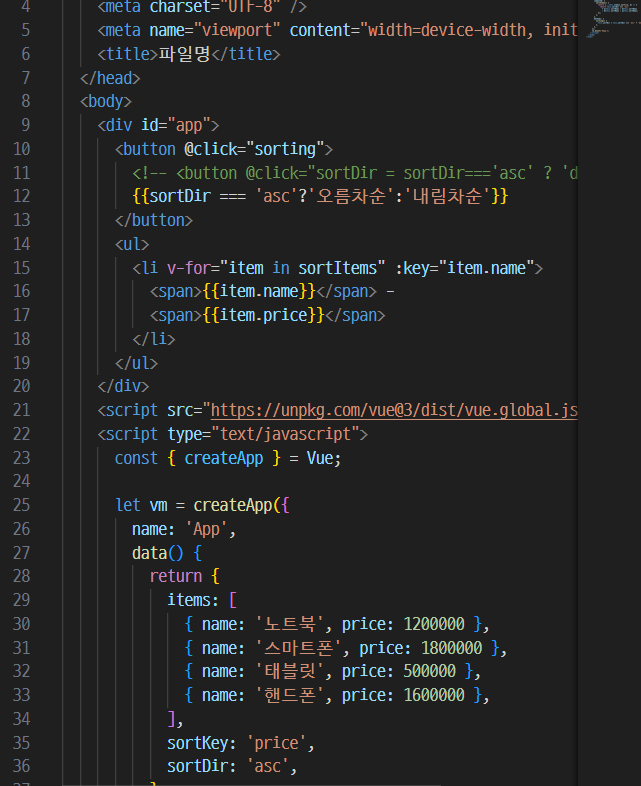 4 <meta charset="UTF-8" />
5 <meta name="viewport" content="width=device-width, init
6 <title>파일명</title>
7 </head>
8 <body>
9 <div id="app">
10 <button @click="sorting">
11 <!-- <button @click="sortDir = sortDir==='asc' ? 'd
12 {{sortDir === 'asc'?'오름차순':'내림차순'}}
13 </button>
14 <ul>
15 <li v-for="item in sortItems" :key="item.name">
16 <span>{{item.name}}</span> -
17 <span>{{item.price}}</span>
18 </li>
19 </ul>
20 </div>
21 <script src="https://unpkg.com/vue@3/dist/vue.global.js
22 <script type="text/javascript">
23 const { createApp } = Vue;
24
25 let vm = createApp({
26 name: 'App',
27 data() {
28 return {
29 items: [
30 { name: '노트북', price: 1200000 },
31 { name: '스마트폰', price: 1800000 },
32 { name: '태블릿', price: 500000 },
33 { name: '핸드폰', price: 1600000 },
34 ],
35 sortKey: 'price',
36 sortDir: 'asc',